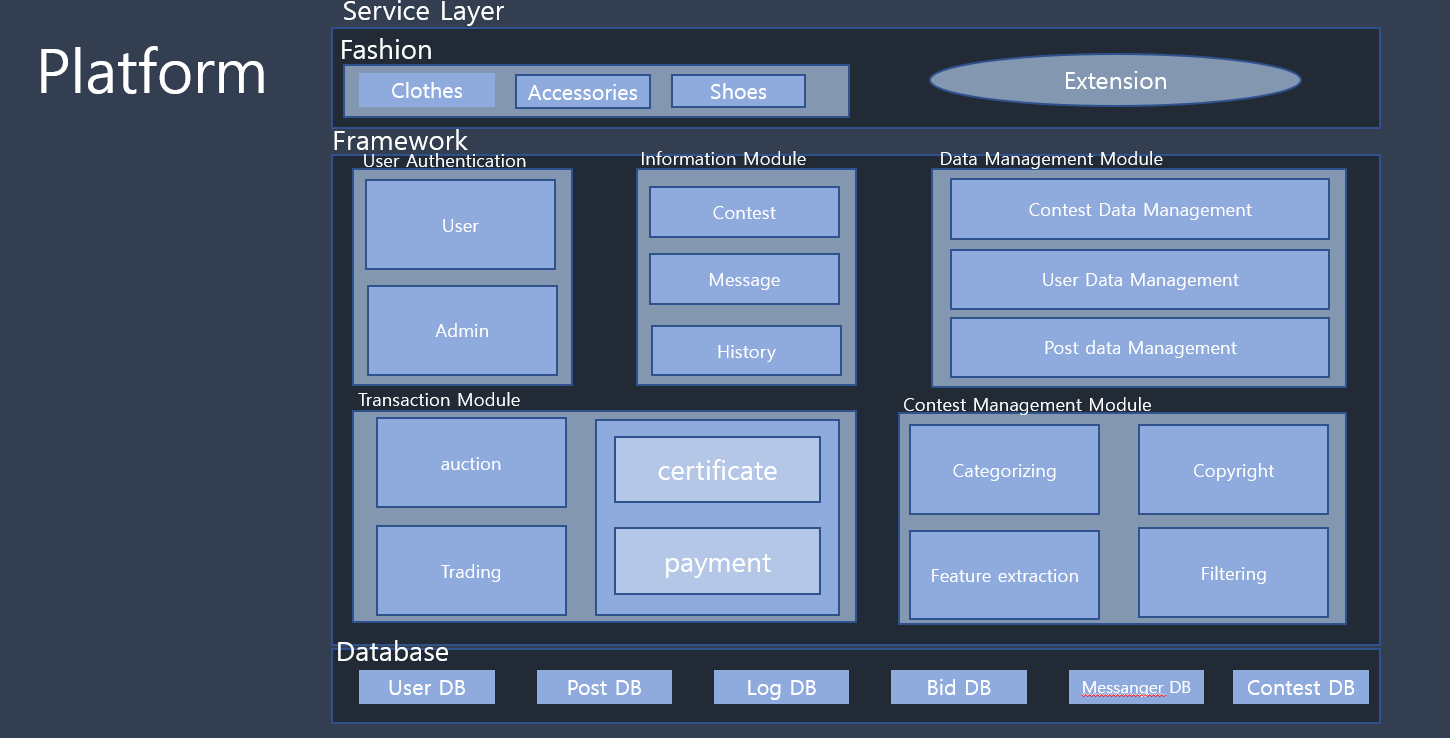 Platform
Service Layer
Fashion
Clothes
Accessories
Shoes
Extension
Framework
User Authentication
User
Admin
Information Module
Contest
Message
History
Data Management Module
Contest Data Management
User Data Management
Post data Management
Transaction Module
auction
Trading
certificate
payment
Contest Management Module
Categorizing
Copyright
Feature extraction
Filtering
Database
User DB
Post DB
Log DB
Bid DB
Messanger DB
Contest DB